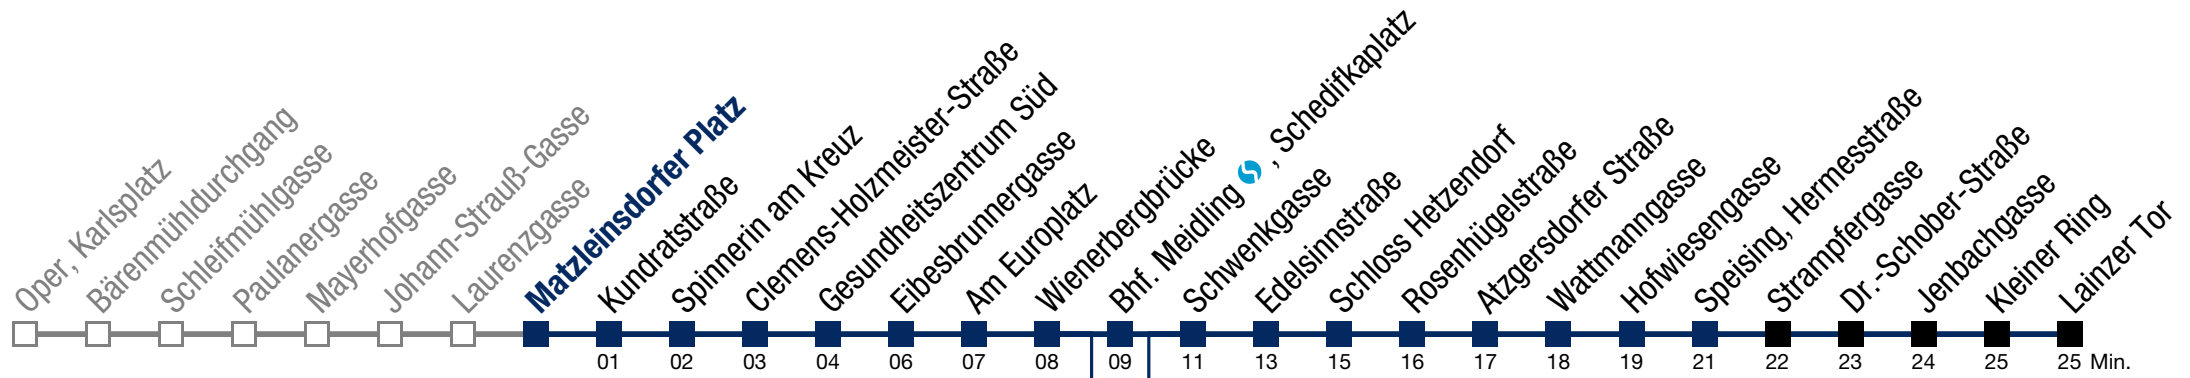 Oper, Karlsplatz
Bärenmühldurchgang
Schleifmühlgasse
Paulanergasse
Mayerhofgasse
Johann-Strauß-Gasse
Laurenzgasse
Matzleinsdorfer Platz
Kundratstraße
Spinnerin am Kreuz
Clemens-Holzmeister-Straße
Gesundheitszentrum Süd
Eibesbrunnergasse
Am Europlatz
Wienerbergbrücke
Bhf. Meidling , Schedifkaplatz
Schwenkgasse
Edelsinnstraße
Schloss Hetzendorf
Rosenhügelstraße
Atzgersdorfer Straße
Wattmanngasse
Hofwiesengasse
Speising, Hermesstraße
Strampfergasse
Dr.-Schober-Straße
Jenbachgasse
Kleiner Ring
Lainzer Tor
01 02 03 04 06 07 08 09 11 13 15 16 17 18 19 21 22 23 24 25 25 Min.